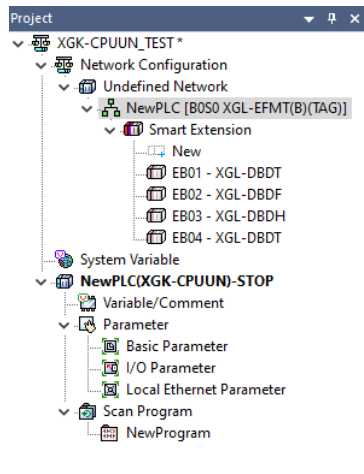 Project
XGK-CPUUN_TEST *
Network Configuration
Undefined Network
NewPLC [B0S0 XGL-EFMT(B)(TAG)]
Smart Extension
New
EB01 - XGL-DBDT
EB02 - XGL-DBDF
EB03 - XGL-DBDH
EB04 - XGL-DBDT
System Variable
NewPLC(XGK-CPUUN)-STOP
Variable/Comment
Parameter
Basic Parameter
I/O Parameter
Local Ethernet Parameter
Scan Program
NewProgram